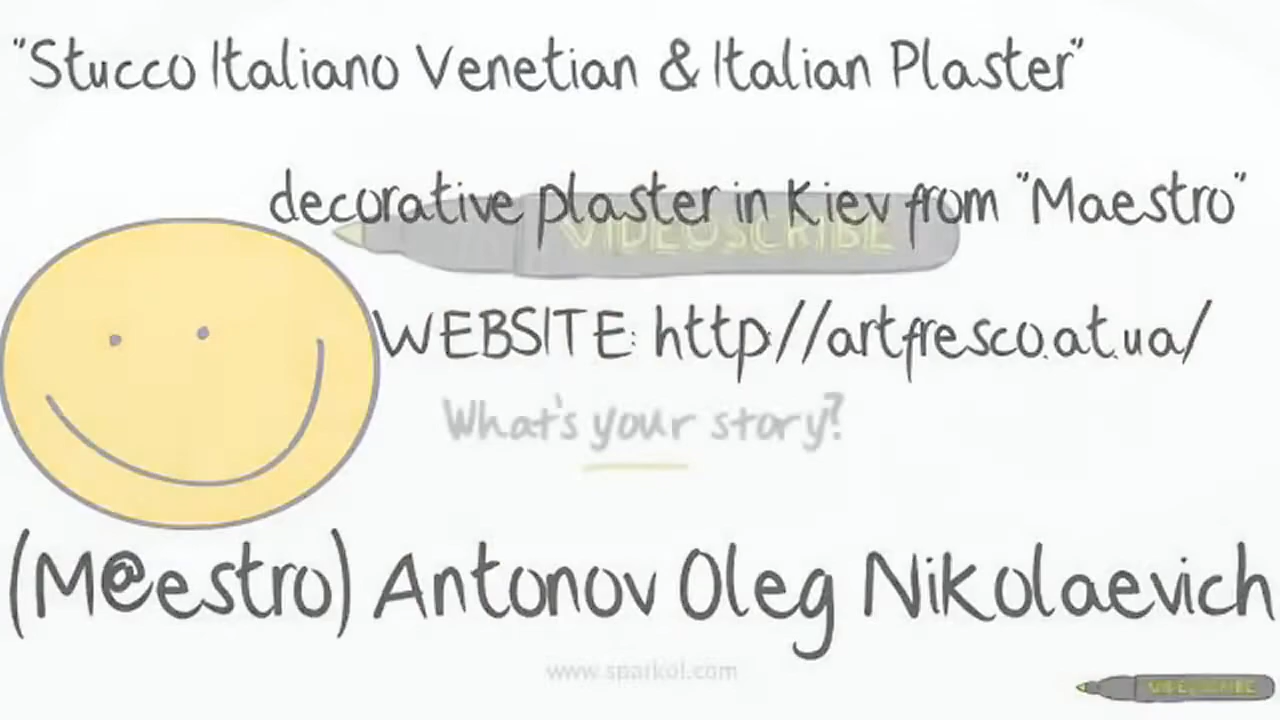 "Stucco Italiano Venetian & Italian Plaster"
decorative plaster in Kiev from "Maestro"
VIDEOSCRIBE
WEBSITE: http://artfresco.at.ua/
What's your story?
(M@estro) Antonov Oleg Nikolaevich
www.sparkol.com
VIDEOSCRIBE